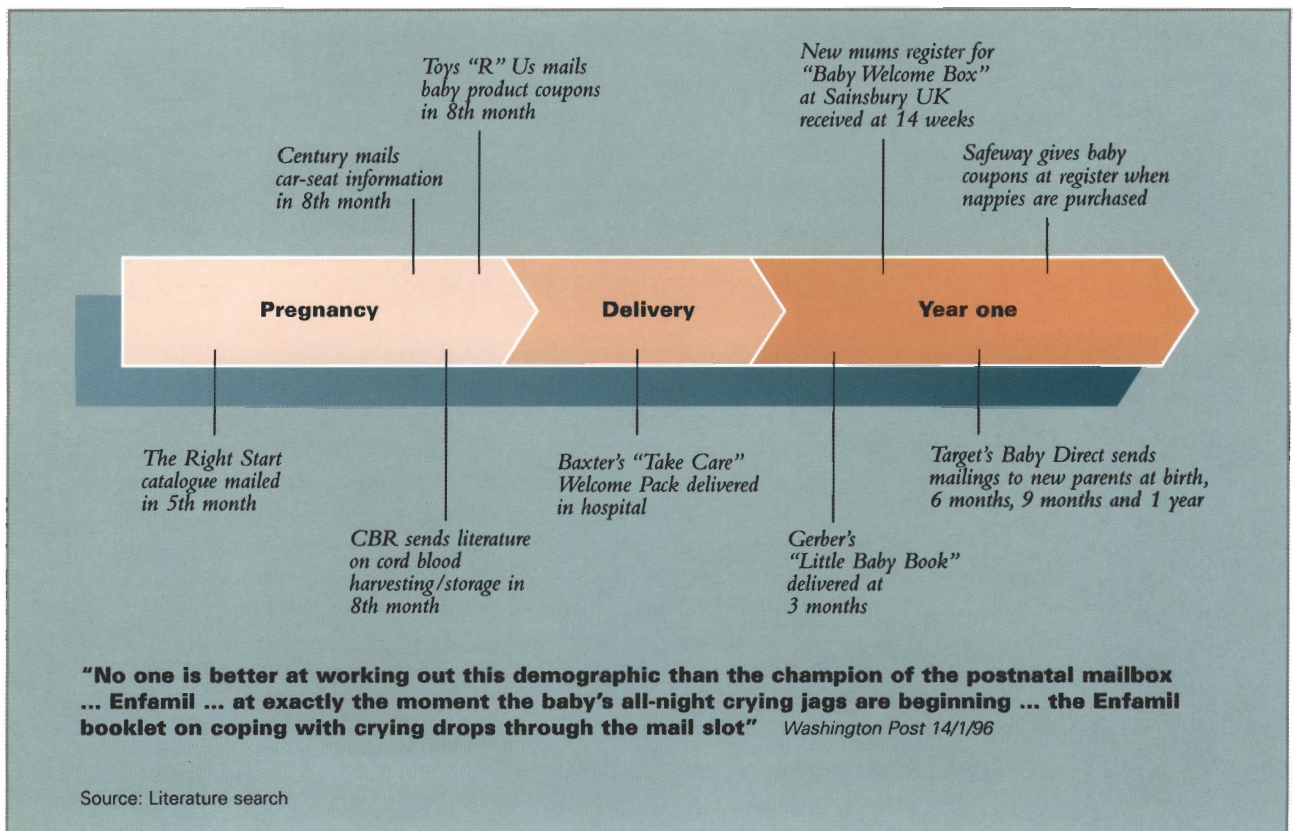 Toys “R” Us mails
baby product coupons
in 8th month
New mums register for
“Baby Welcome Box”
at Sainsbury UK
received at 14 weeks
Century mails
car-seat information
in 8th month
Safeway gives baby
coupons at register when
nappies are purchased
Pregnancy
Delivery
Year one
The Right Start
catalogue mailed
in 5th month
CBR sends literature
on cord blood
harvesting/storage in
8th month
Baxter’s “Take Care”
Welcome Pack delivered
in hospital
Gerber’s
“Little Baby Book”
delivered at
3 months
Target’s Baby Direct sends
mailings to new parents at birth,
6 months, 9 months and 1 year
“No one is better at working out this demographic than the champion of the postnatal mailbox
... Enfamil ... at exactly the moment the baby’s all-night crying jags are beginning ... the Enfamil
booklet on coping with crying drops through the mail slot” Washington Post 14/1/96
Source: Literature search